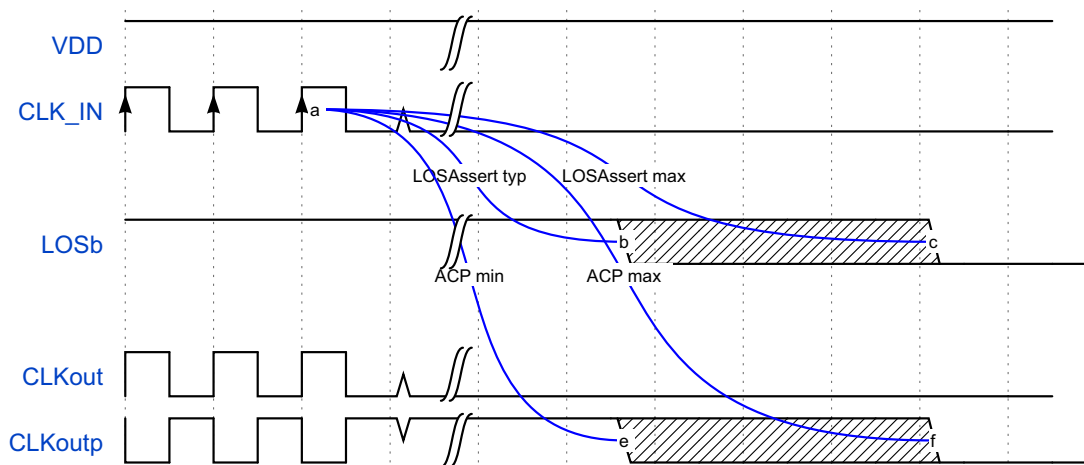 VDD
CLK_IN
a
LOSAssert typ
LOSAssert max
LOSb
b
c
ACP min
ACP max
CLKout
CLKoutp
e
f